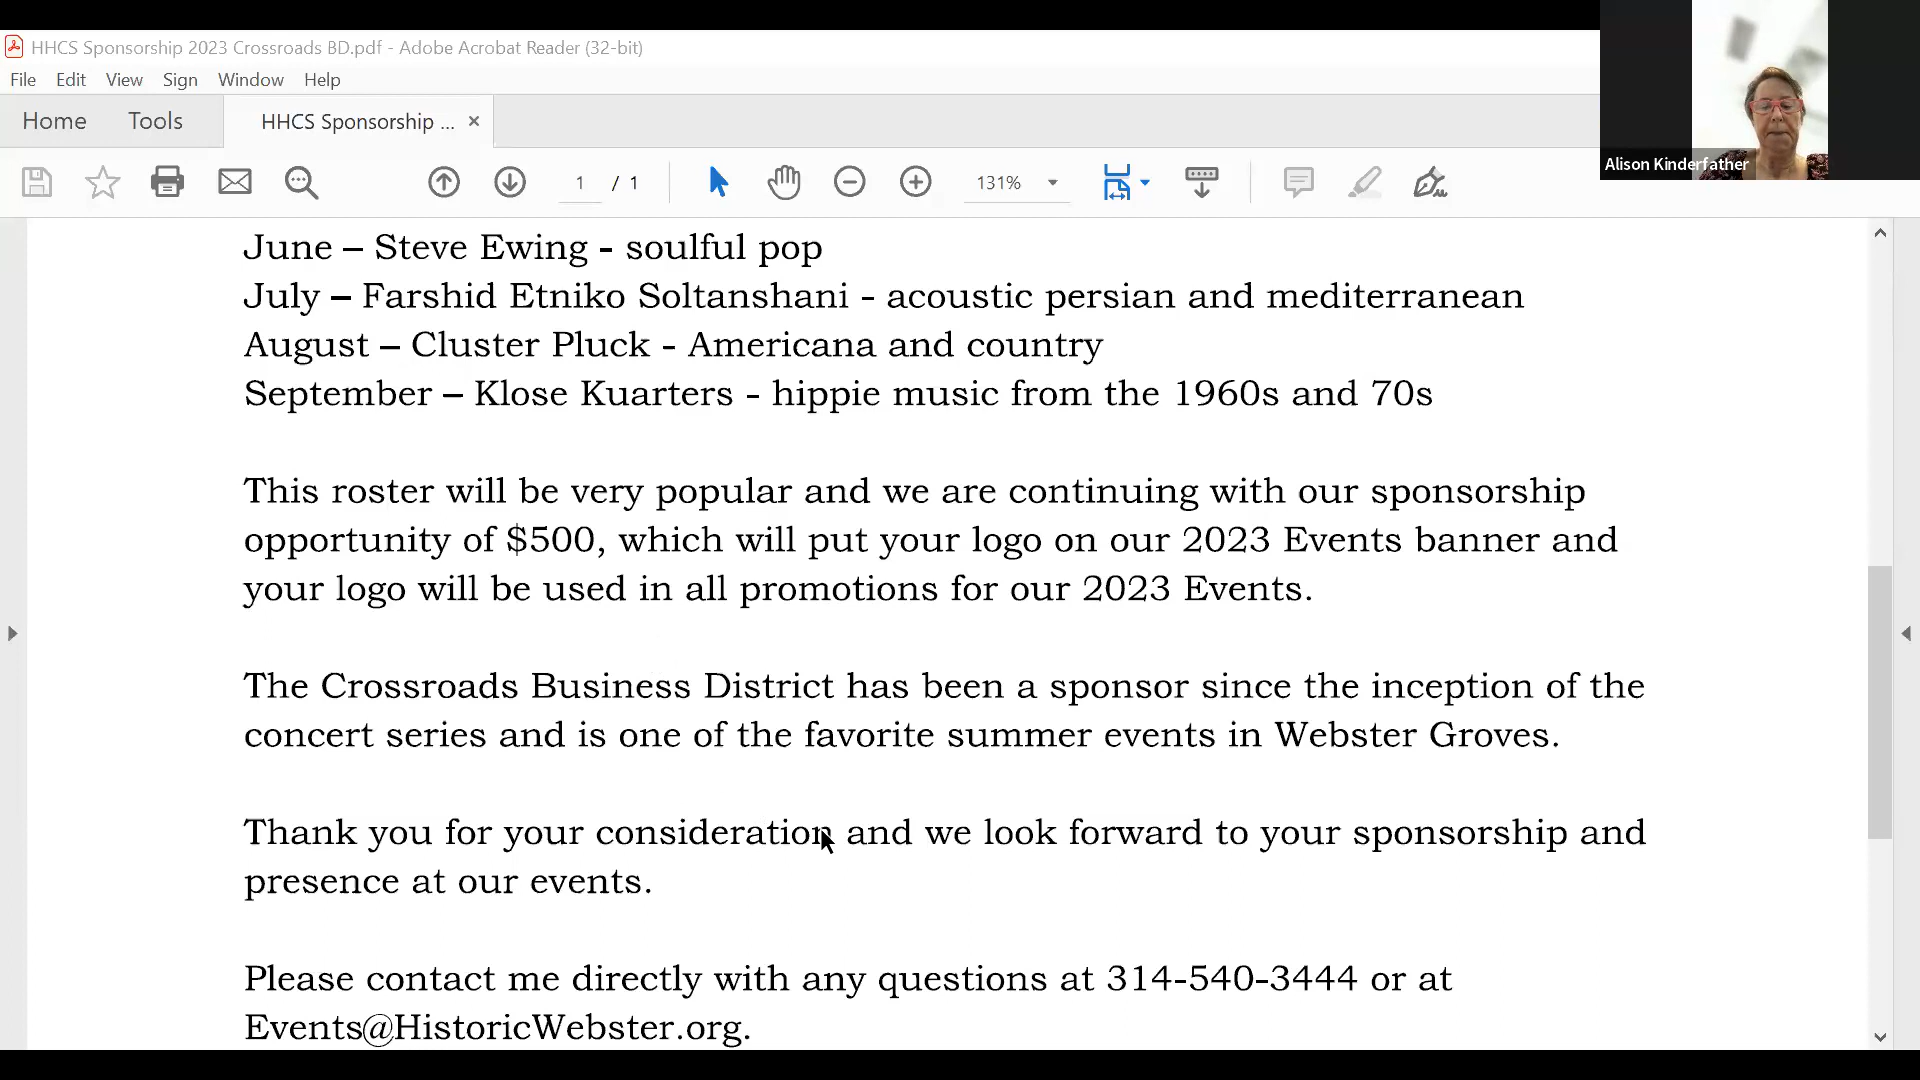 HHCS Sponsorship 2023 Crossroads BD.pdf - Adobe Acrobat Reader (32-bit)
File Edit View Sign Window Help
Home Tools HHCS Sponsorship ... ×
1 / 1 131%
Alison Kinderfather
June – Steve Ewing - soulful pop
July – Farshid Etniko Soltanshani - acoustic persian and mediterranean
August – Cluster Pluck - Americana and country
September – Klose Kuarters - hippie music from the 1960s and 70s
This roster will be very popular and we are continuing with our sponsorship
opportunity of $500, which will put your logo on our 2023 Events banner and
your logo will be used in all promotions for our 2023 Events.
The Crossroads Business District has been a sponsor since the inception of the
concert series and is one of the favorite summer events in Webster Groves.
Thank you for your consideration and we look forward to your sponsorship and
presence at our events.
Please contact me directly with any questions at 314-540-3444 or at
Events@HistoricWebster.org.